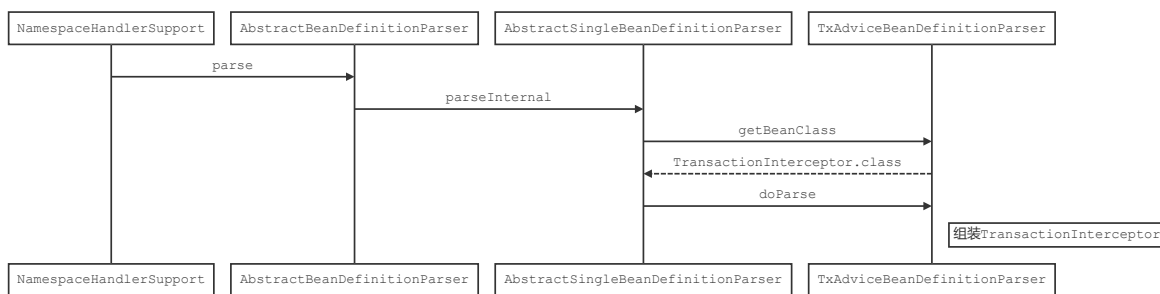 NamespaceHandlerSupport
AbstractBeanDefinitionParser
AbstractSingleBeanDefinitionParser
TxAdviceBeanDefinitionParser
parse
parseInternal
getBeanClass
TransactionInterceptor.class
doParse
组装TransactionInterceptor
NamespaceHandlerSupport
AbstractBeanDefinitionParser
AbstractSingleBeanDefinitionParser
TxAdviceBeanDefinitionParser